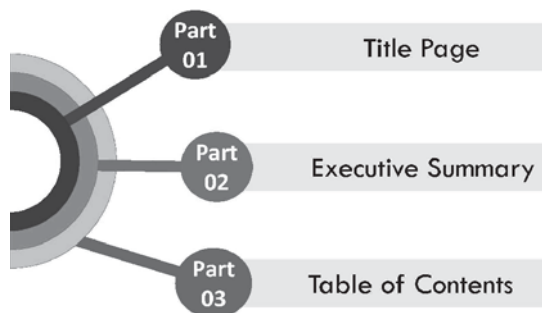 Part
01
Title Page
Part
02
Executive Summary
Part
03
Table of Contents